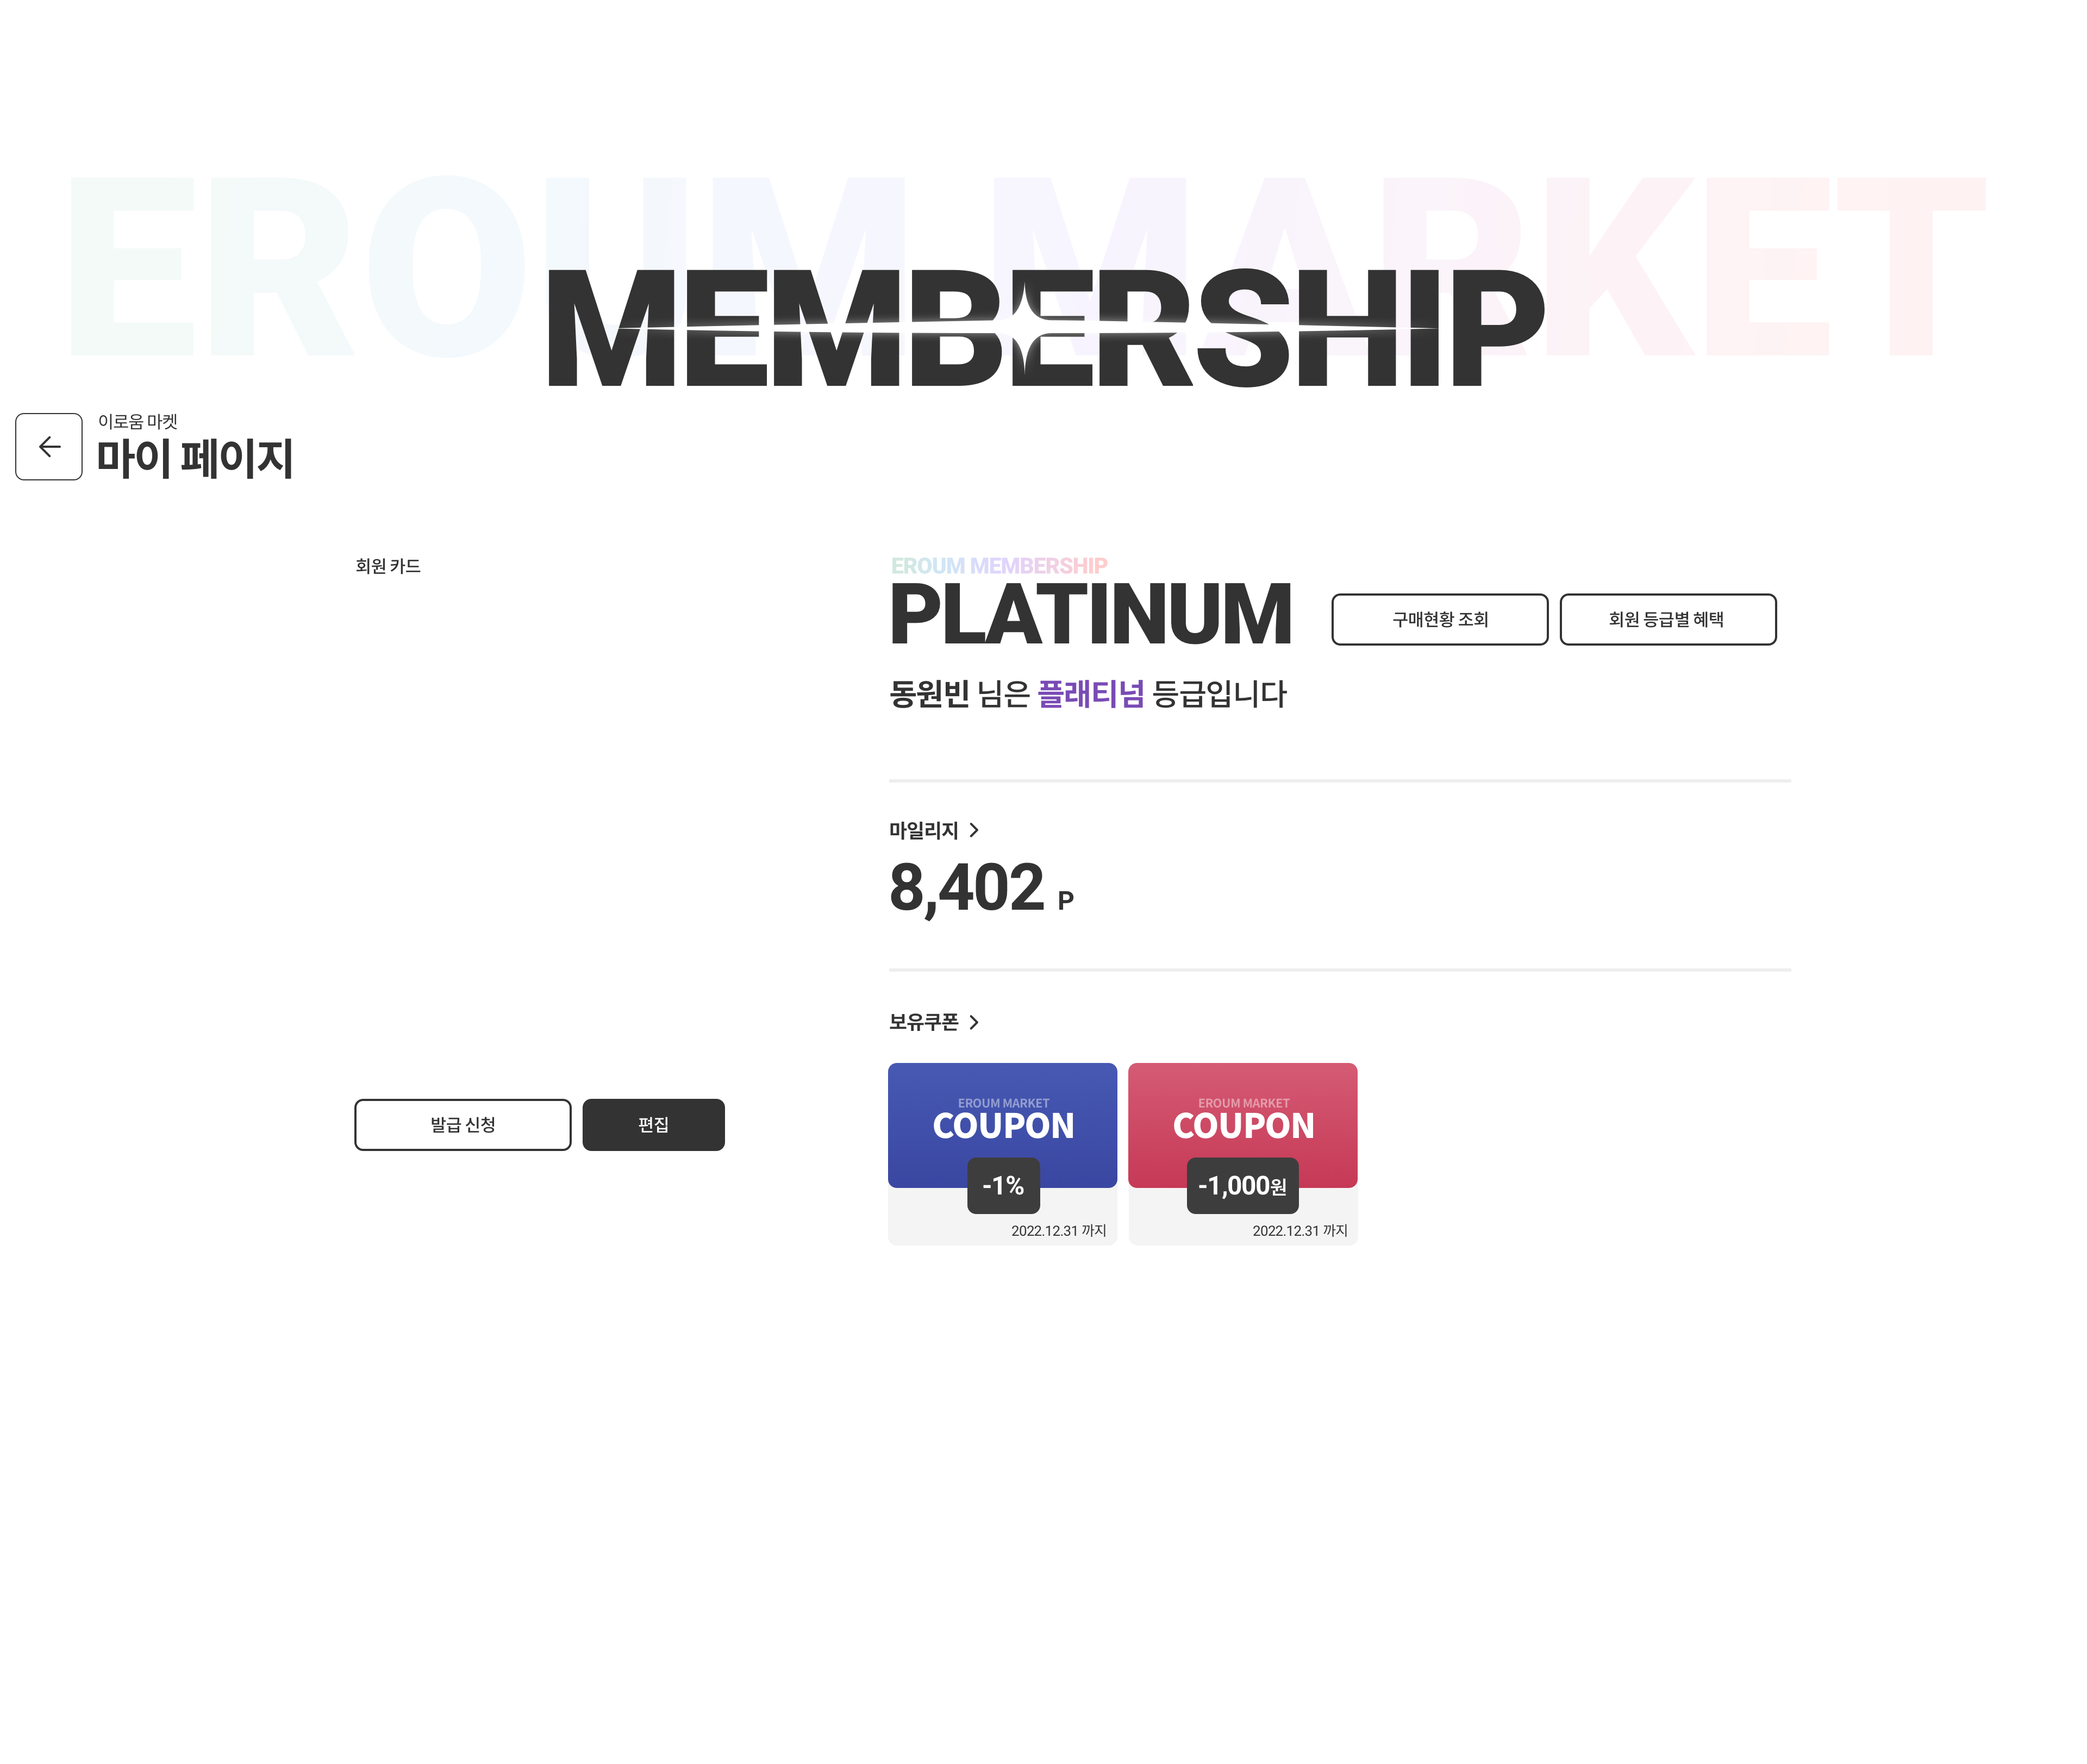 EROUM MARKET
MEMBERSHIP
이로움 마켓
마이 페이지
회원 카드
발급 신청
편집
EROUM MEMBERSHIP
PLATINUM
구매현황 조회
회원 등급별 혜택
동원빈 님은 플래티넘 등급입니다
마일리지
8,402 P
보유쿠폰
EROUM MARKET
COUPON
-1%
2022.12.31 까지
EROUM MARKET
COUPON
-1,000원
2022.12.31 까지